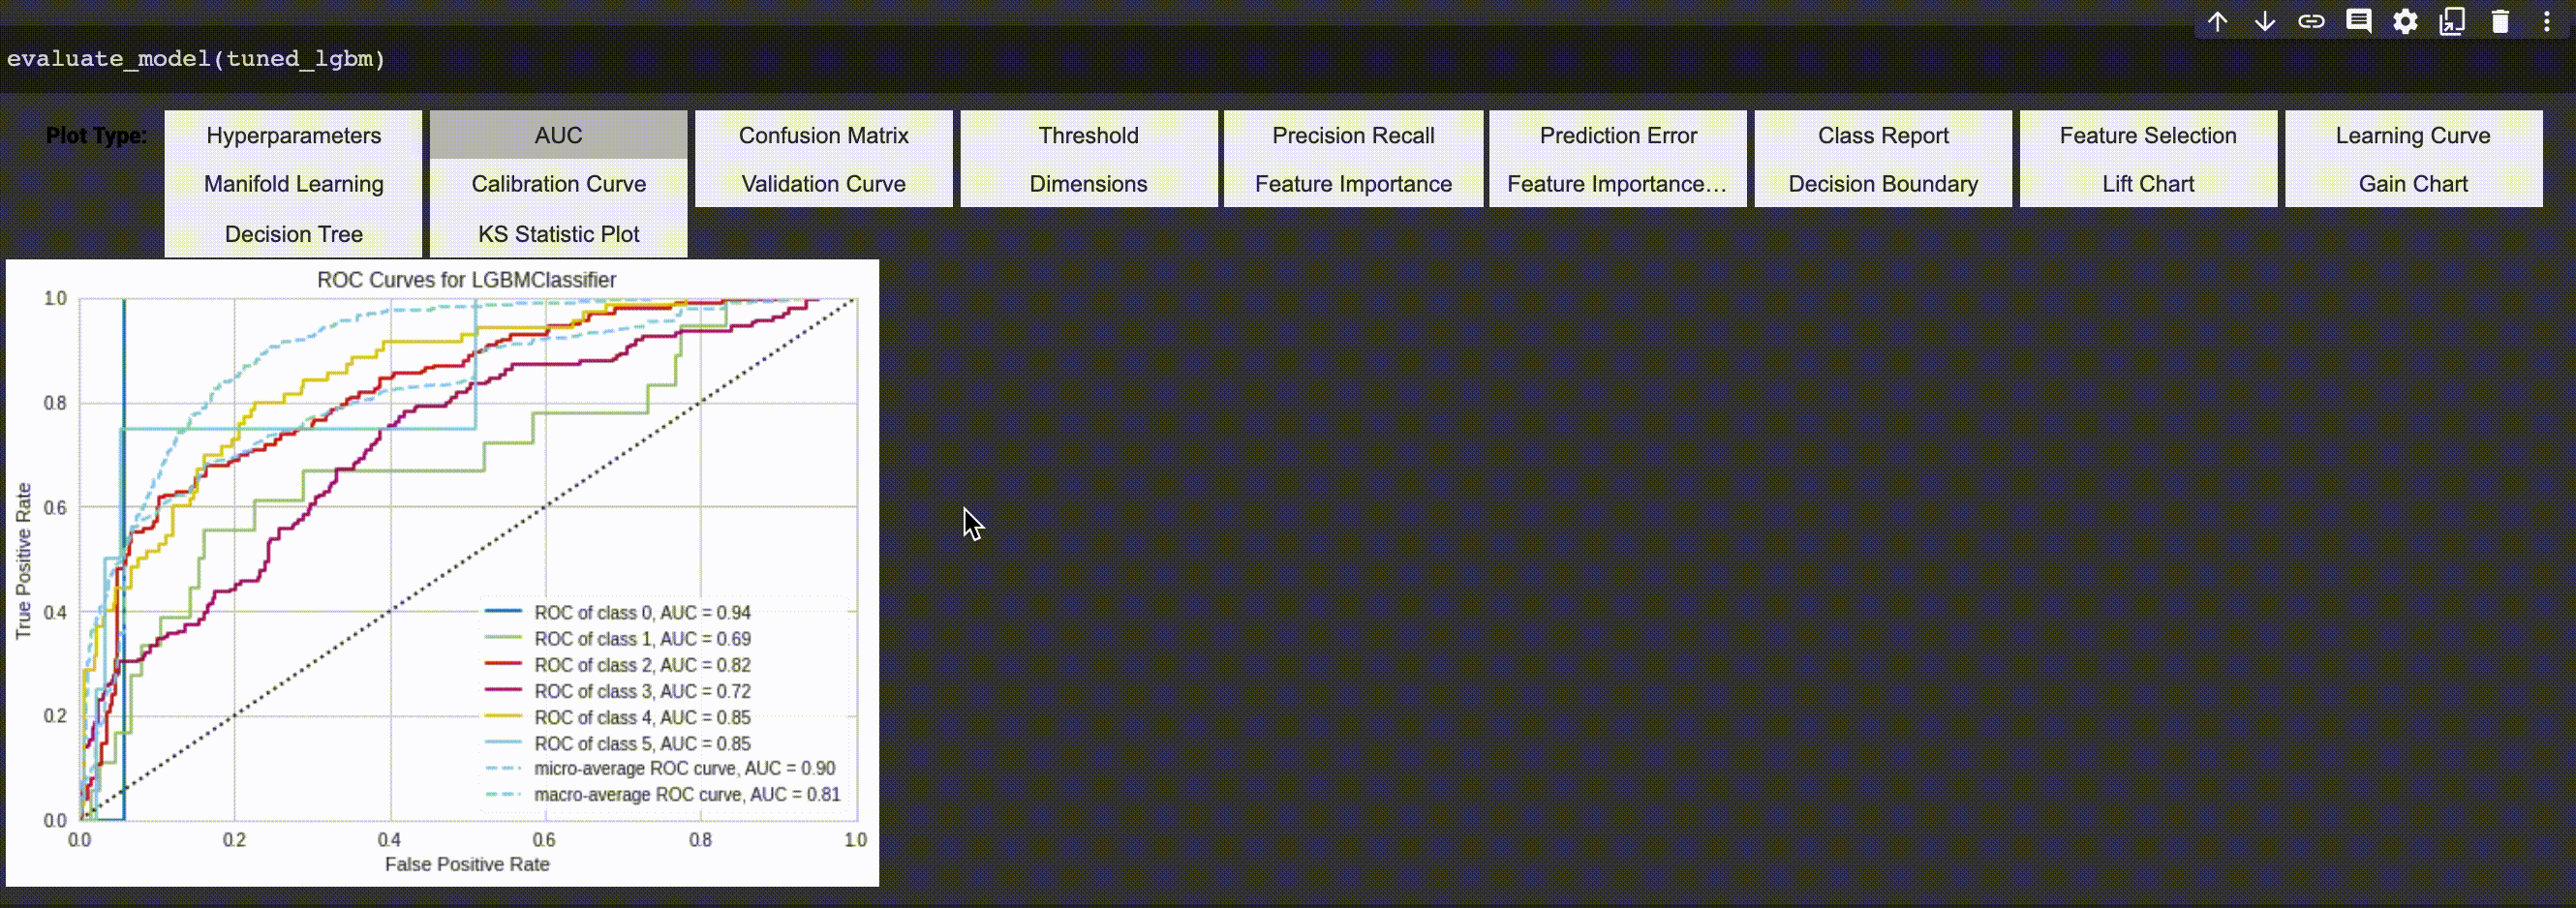 evaluate_model(tuned_lgbm)
Plot Type: Hyperparameters AUC Confusion Matrix Threshold Precision Recall Prediction Error Class Report Feature Selection Learning Curve
Manifold Learning Calibration Curve Validation Curve Dimensions Feature Importance Feature Importance… Decision Boundary Lift Chart Gain Chart
Decision Tree KS Statistic Plot
ROC Curves for LGBMClassifier
1.0
0.8
0.6
0.4
0.2
0.0
True Positive Rate
ROC of class 0, AUC = 0.94
ROC of class 1, AUC = 0.69
ROC of class 2, AUC = 0.82
ROC of class 3, AUC = 0.72
ROC of class 4, AUC = 0.85
ROC of class 5, AUC = 0.85
micro-average ROC curve, AUC = 0.90
macro-average ROC curve, AUC = 0.81
0.0 0.2 0.4 0.6 0.8 1.0
False Positive Rate